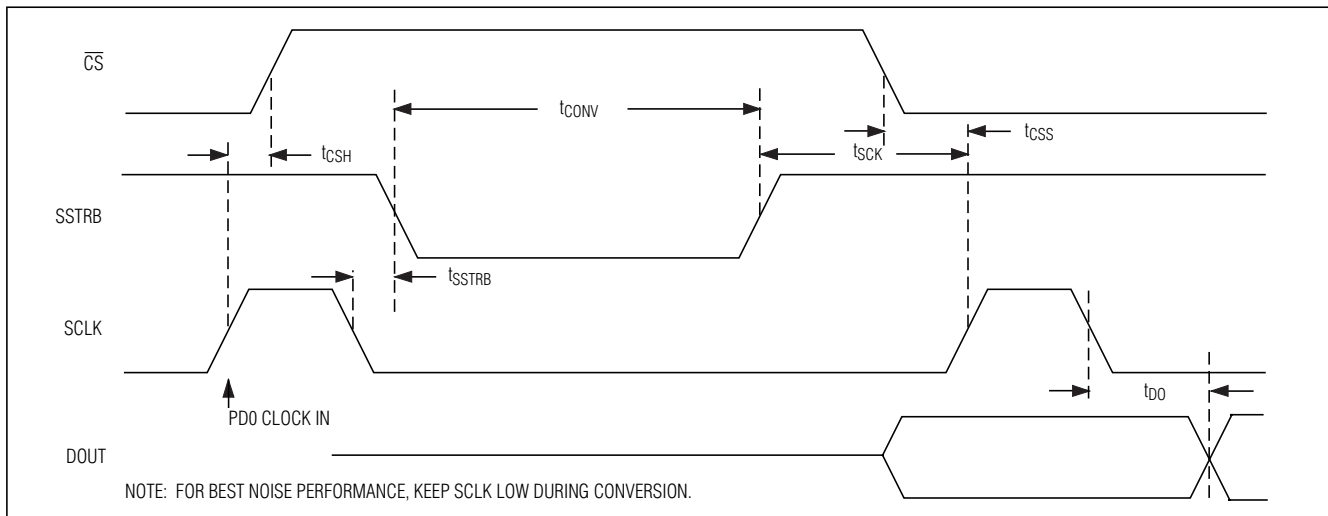 CS
tCONV
tCSS
tCSH
tSCK
SSTRB
tSSTRB
SCLK
tDO
PD0 CLOCK IN
DOUT
NOTE: FOR BEST NOISE PERFORMANCE, KEEP SCLK LOW DURING CONVERSION.